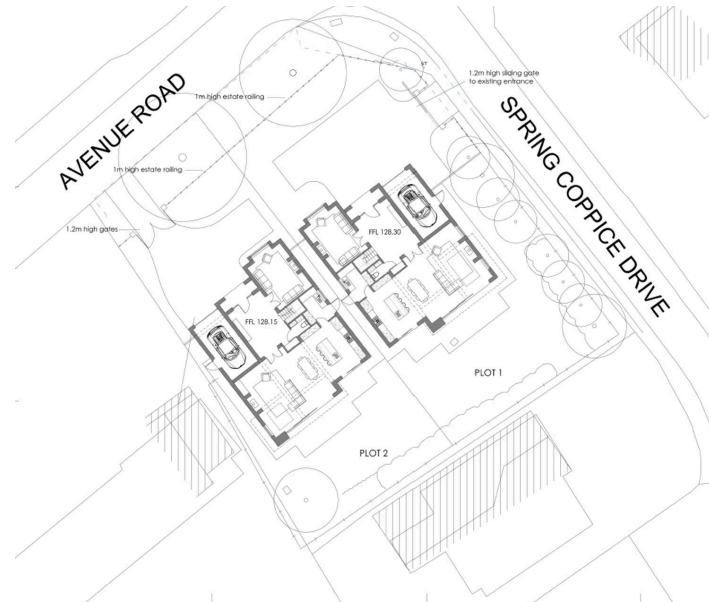 AVENUE ROAD
1m high estate railing
1m high estate railing
1.2m high gates
1.2m high sliding gate
to existing entrance
SPRING COPPICE DRIVE
FFL 128.30
FFL 128.15
PLOT 1
PLOT 2